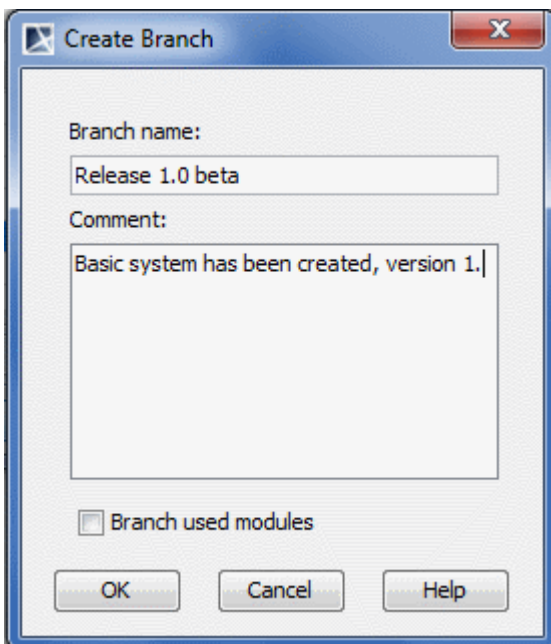 Create Branch
Branch name:
Release 1.0 beta
Comment:
Basic system has been created, version 1.
Branch used modules
OK Cancel Help